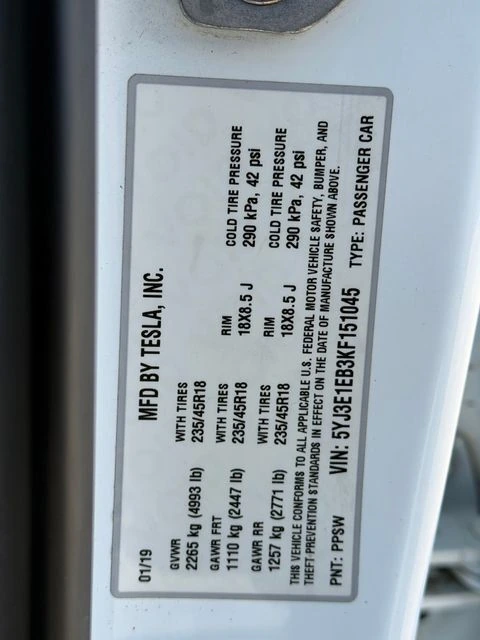 MFD BY TESLA, INC.
01/19
GVWR WITH TIRES RIM COLD TIRE PRESSURE
2265 kg (4993 lb) 235/45R18
GAWR FRT WITH TIRES RIM COLD TIRE PRESSURE
1110 kg (2447 lb) 235/45R18 18X8.5 J 290 kPa, 42 psi
GAWR RR WITH TIRES RIM COLD TIRE PRESSURE
1257 kg (2771 lb) 235/45R18 18X8.5 J 290 kPa, 42 psi
THIS VEHICLE CONFORMS TO ALL APPLICABLE U.S. FEDERAL MOTOR VEHICLE SAFETY, BUMPER, AND
THEFT-PREVENTION STANDARDS IN EFFECT ON THE DATE OF MANUFACTURE SHOWN ABOVE.
PNT: PPSW VIN: 5YJ3E1EB3KF151045 TYPE: PASSENGER CAR